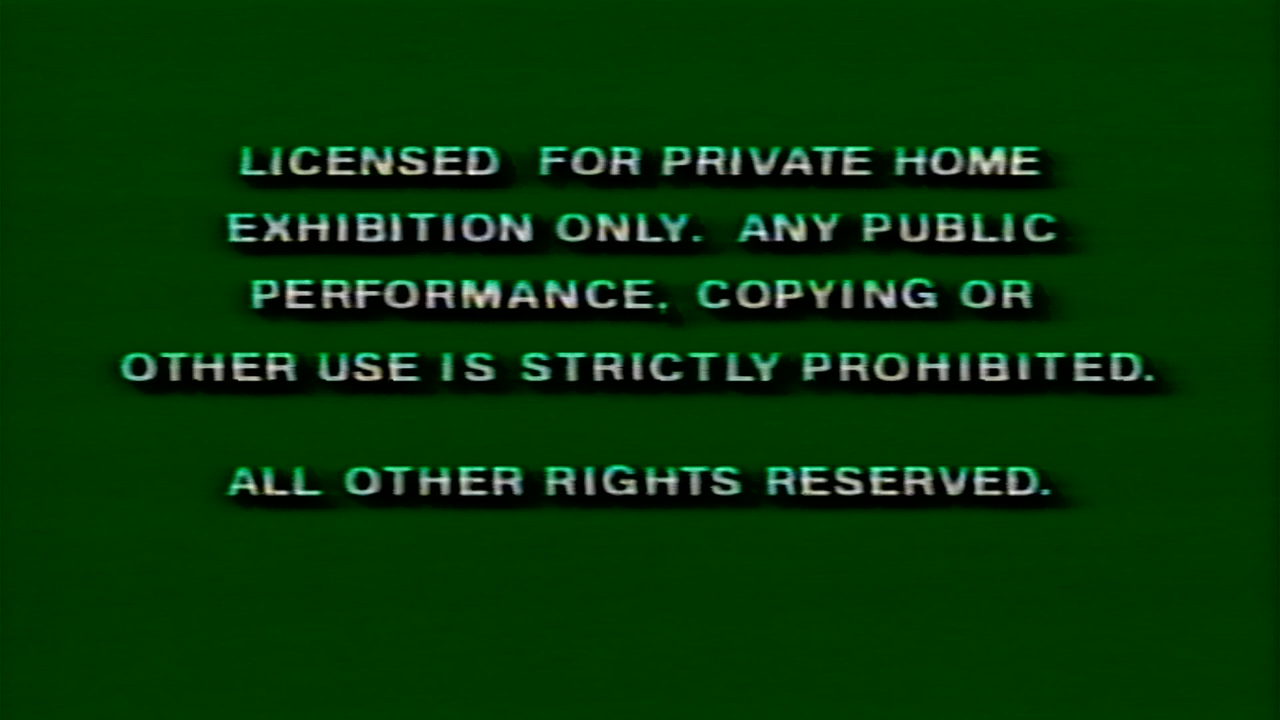 LICENSED FOR PRIVATE HOME
EXHIBITION ONLY. ANY PUBLIC
PERFORMANCE, COPYING OR
OTHER USE IS STRICTLY PROHIBITED.
ALL OTHER RIGHTS RESERVED.